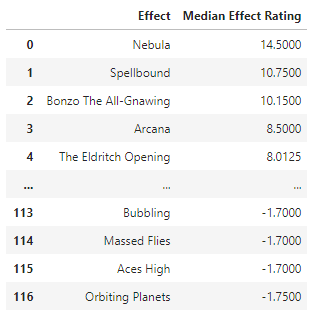 Effect Median Effect Rating
0 Nebula 14.5000
1 Spellbound 10.7500
2 Bonzo The All-Gnawing 10.1500
3 Arcana 8.5000
4 The Eldritch Opening 8.0125
... ... ...
113 Bubbling -1.7000
114 Massed Flies -1.7000
115 Aces High -1.7000
116 Orbiting Planets -1.7500